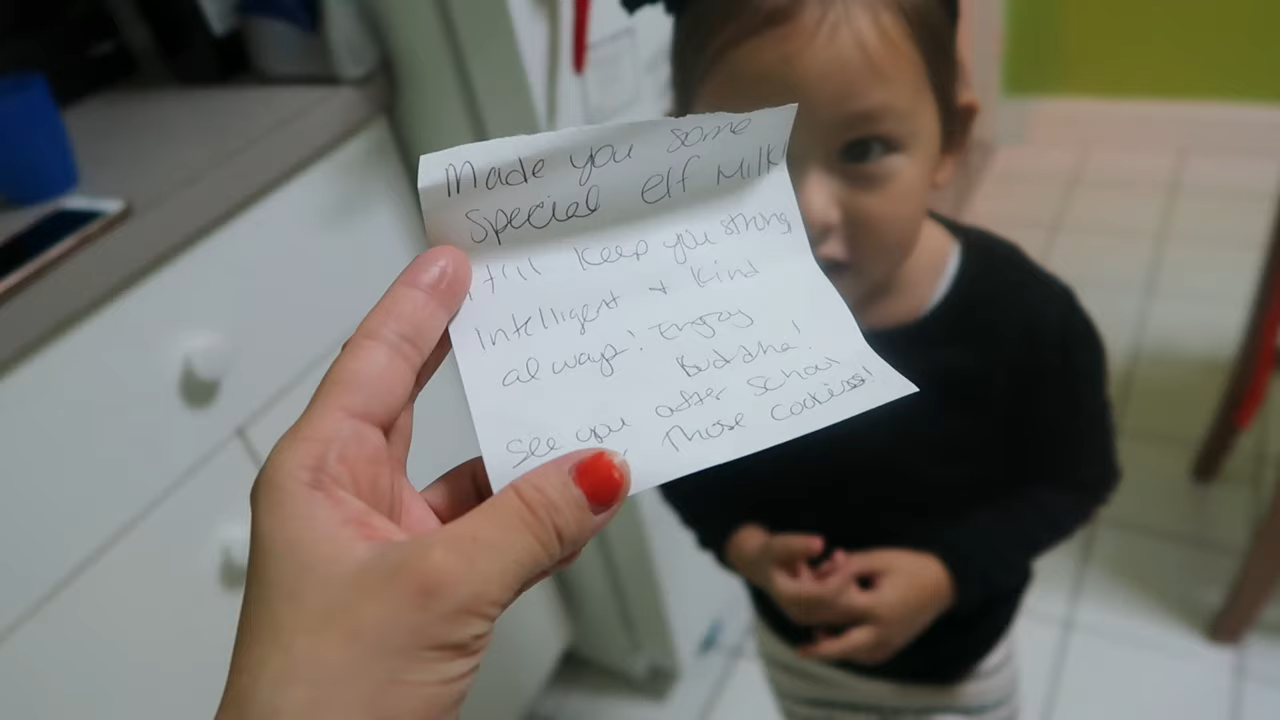 Made you some
special elf Milk!
it'll keep you strong
intelligent + kind
always! Enjoy
Buddha!
See you after school
Those cookies!